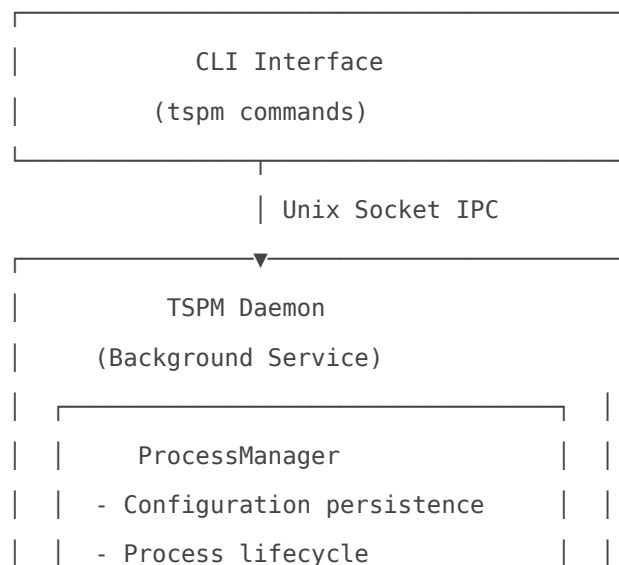 CLI Interface
(tspm commands)
Unix Socket IPC
TSPM Daemon
(Background Service)
ProcessManager
- Configuration persistence
- Process lifecycle